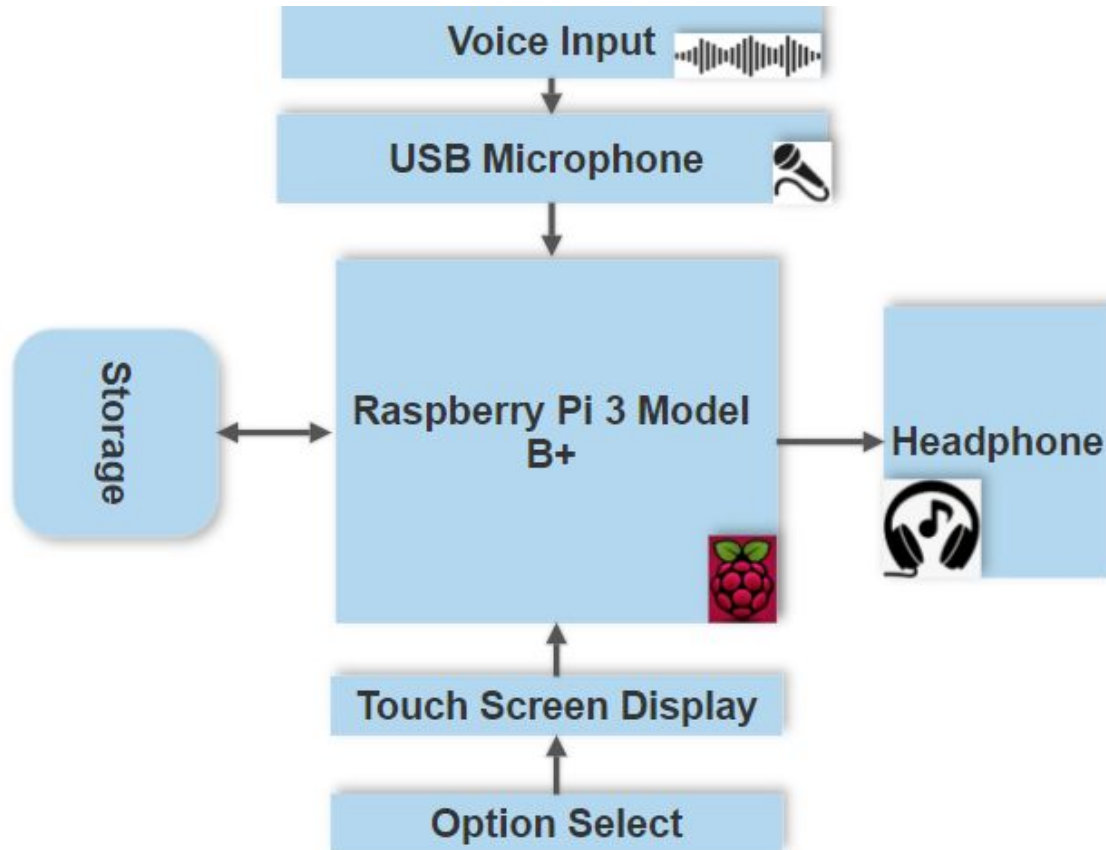 Voice Input
USB Microphone
Storage
Raspberry Pi 3 Model
B+
Headphone
Touch Screen Display
Option Select